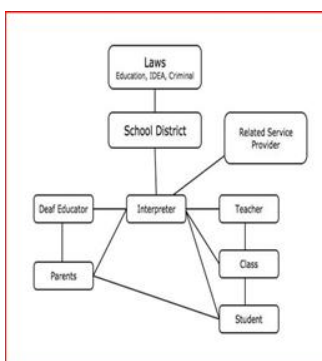 Laws
Education, IDEA, Criminal
School District
Related Service
Provider
Deaf Educator
Interpreter
Teacher
Parents
Class
Student